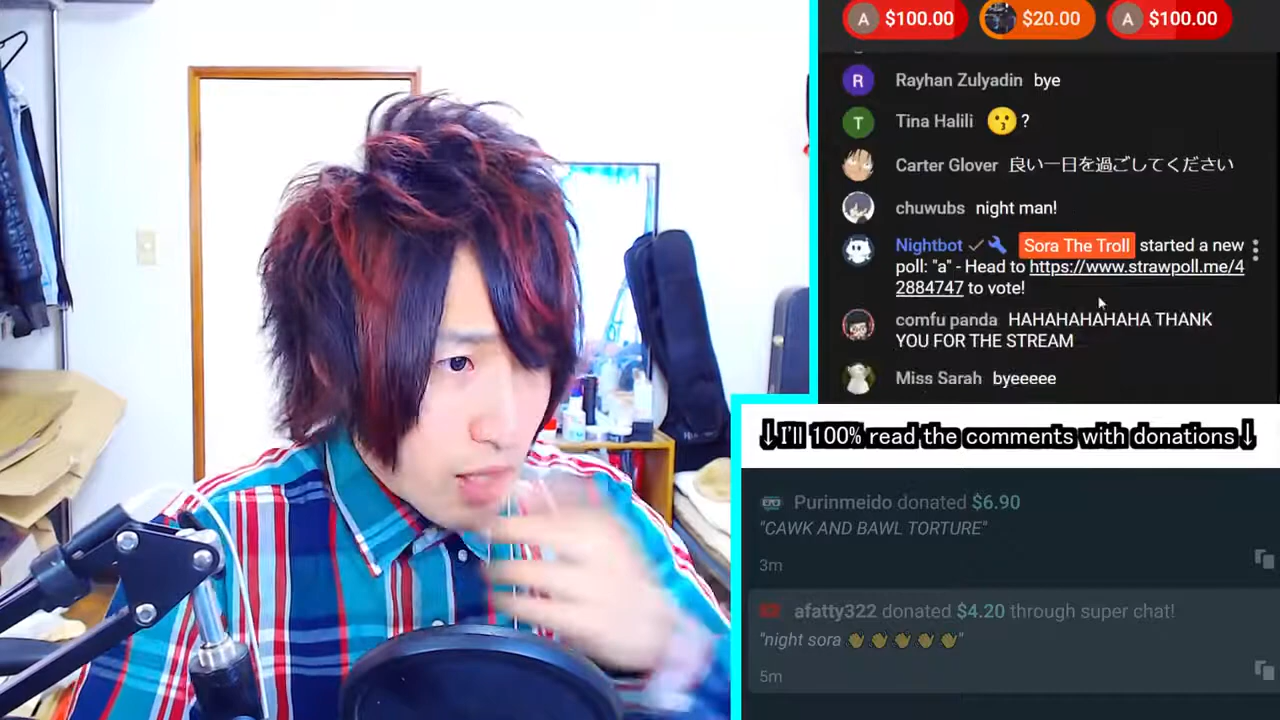 A $100.00 $20.00 A $100.00
R Rayhan Zulyadin bye
T Tina Halili 😗 ?
Carter Glover 良い一日を過ごしてください
chuwubs night man!
Nightbot Sora The Troll started a new
poll: "a" - Head to https://www.strawpoll.me/4
2884747 to vote!
comfu panda HAHAHAHAHAHA THANK
YOU FOR THE STREAM
Miss Sarah byeeeee
↓I'll 100% read the comments with donations↓
Purinmeido donated $6.90
"CAWK AND BAWL TORTURE"
3m
afatty322 donated $4.20 through super chat!
"night sora 👏 👏 👏 👏 👏"
5m